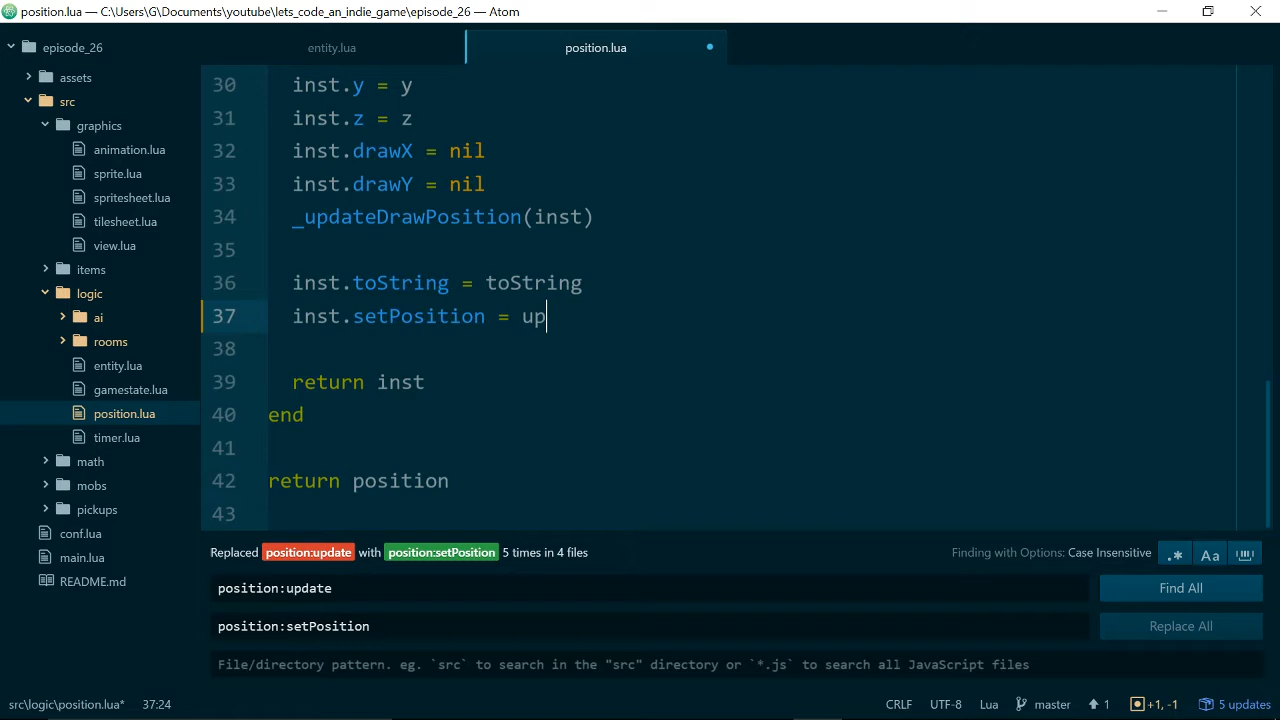 position.lua — C:\Users\G\Documents\youtube\lets_code_an_indie_game\episode_26 — Atom
episode_26
assets
src
graphics
animation.lua
sprite.lua
spritesheet.lua
tilesheet.lua
view.lua
items
logic
ai
rooms
entity.lua
gamestate.lua
position.lua
timer.lua
math
mobs
pickups
conf.lua
main.lua
README.md
entity.lua
position.lua
30 inst.y = y
31 inst.z = z
32 inst.drawX = nil
33 inst.drawY = nil
34 _updateDrawPosition(inst)
35
36 inst.toString = toString
37 inst.setPosition = up
38
39 return inst
40 end
41
42 return position
43
Replaced position:update with position:setPosition 5 times in 4 files
Finding with Options: Case Insensitive
.* Aa
position:update
Find All
position:setPosition
Replace All
File/directory pattern. eg. `src` to search in the "src" directory or `*.js` to search all JavaScript files
src\logic\position.lua* 37:24
CRLF UTF-8 Lua master 1 +1, -1 5 updates